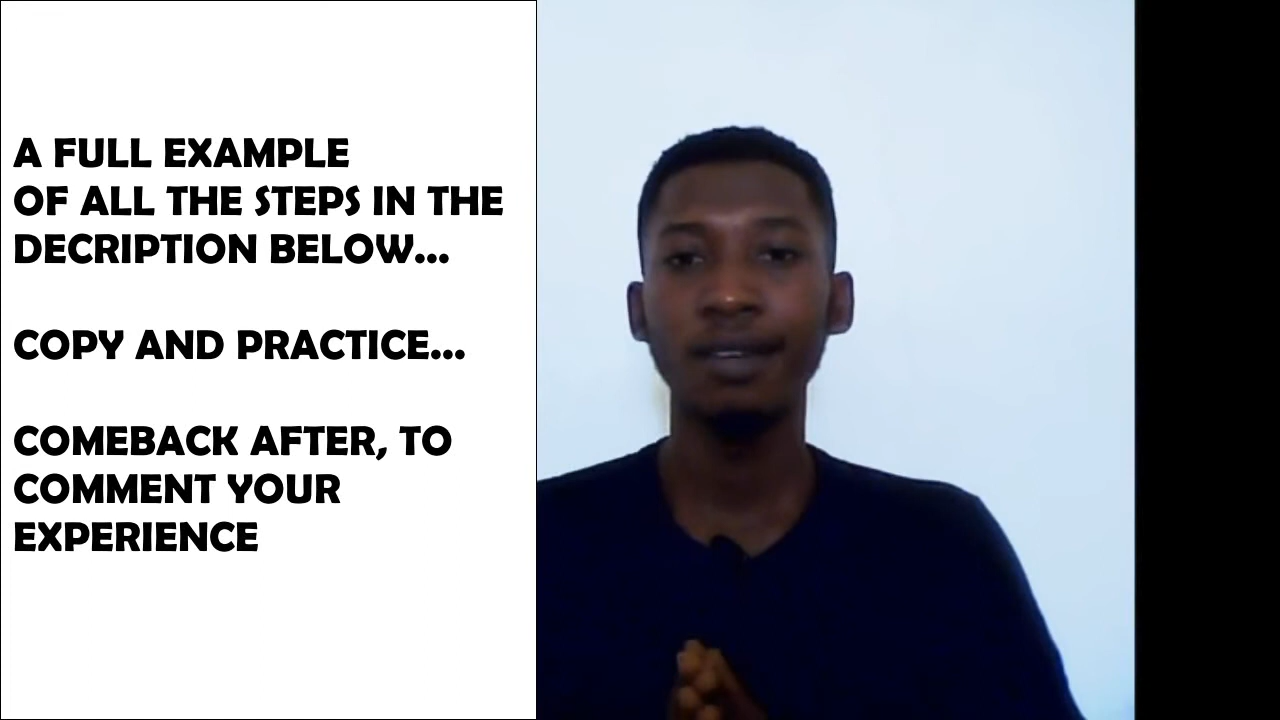 A FULL EXAMPLE
OF ALL THE STEPS IN THE
DECRIPTION BELOW...
COPY AND PRACTICE...
COMEBACK AFTER, TO
COMMENT YOUR
EXPERIENCE